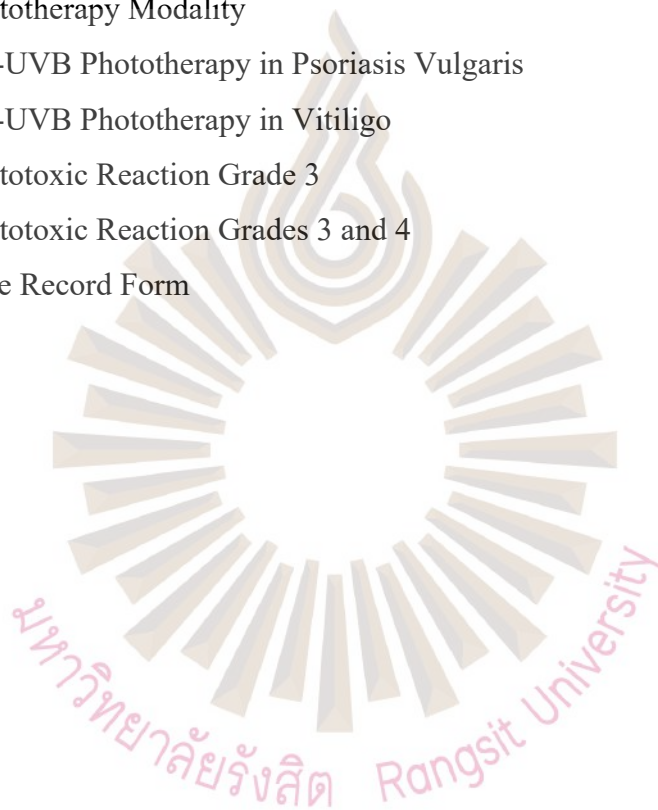 totherapy Modality
-UVB Phototherapy in Psoriasis Vulgaris
-UVB Phototherapy in Vitiligo
totoxic Reaction Grade 3
totoxic Reaction Grades 3 and 4
e Record Form
มหาวิทยาลัยรังสิต Rangsit University